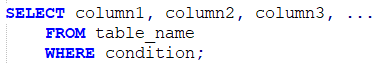 SELECT column1, column2, column3, ...
FROM table_name
WHERE condition;